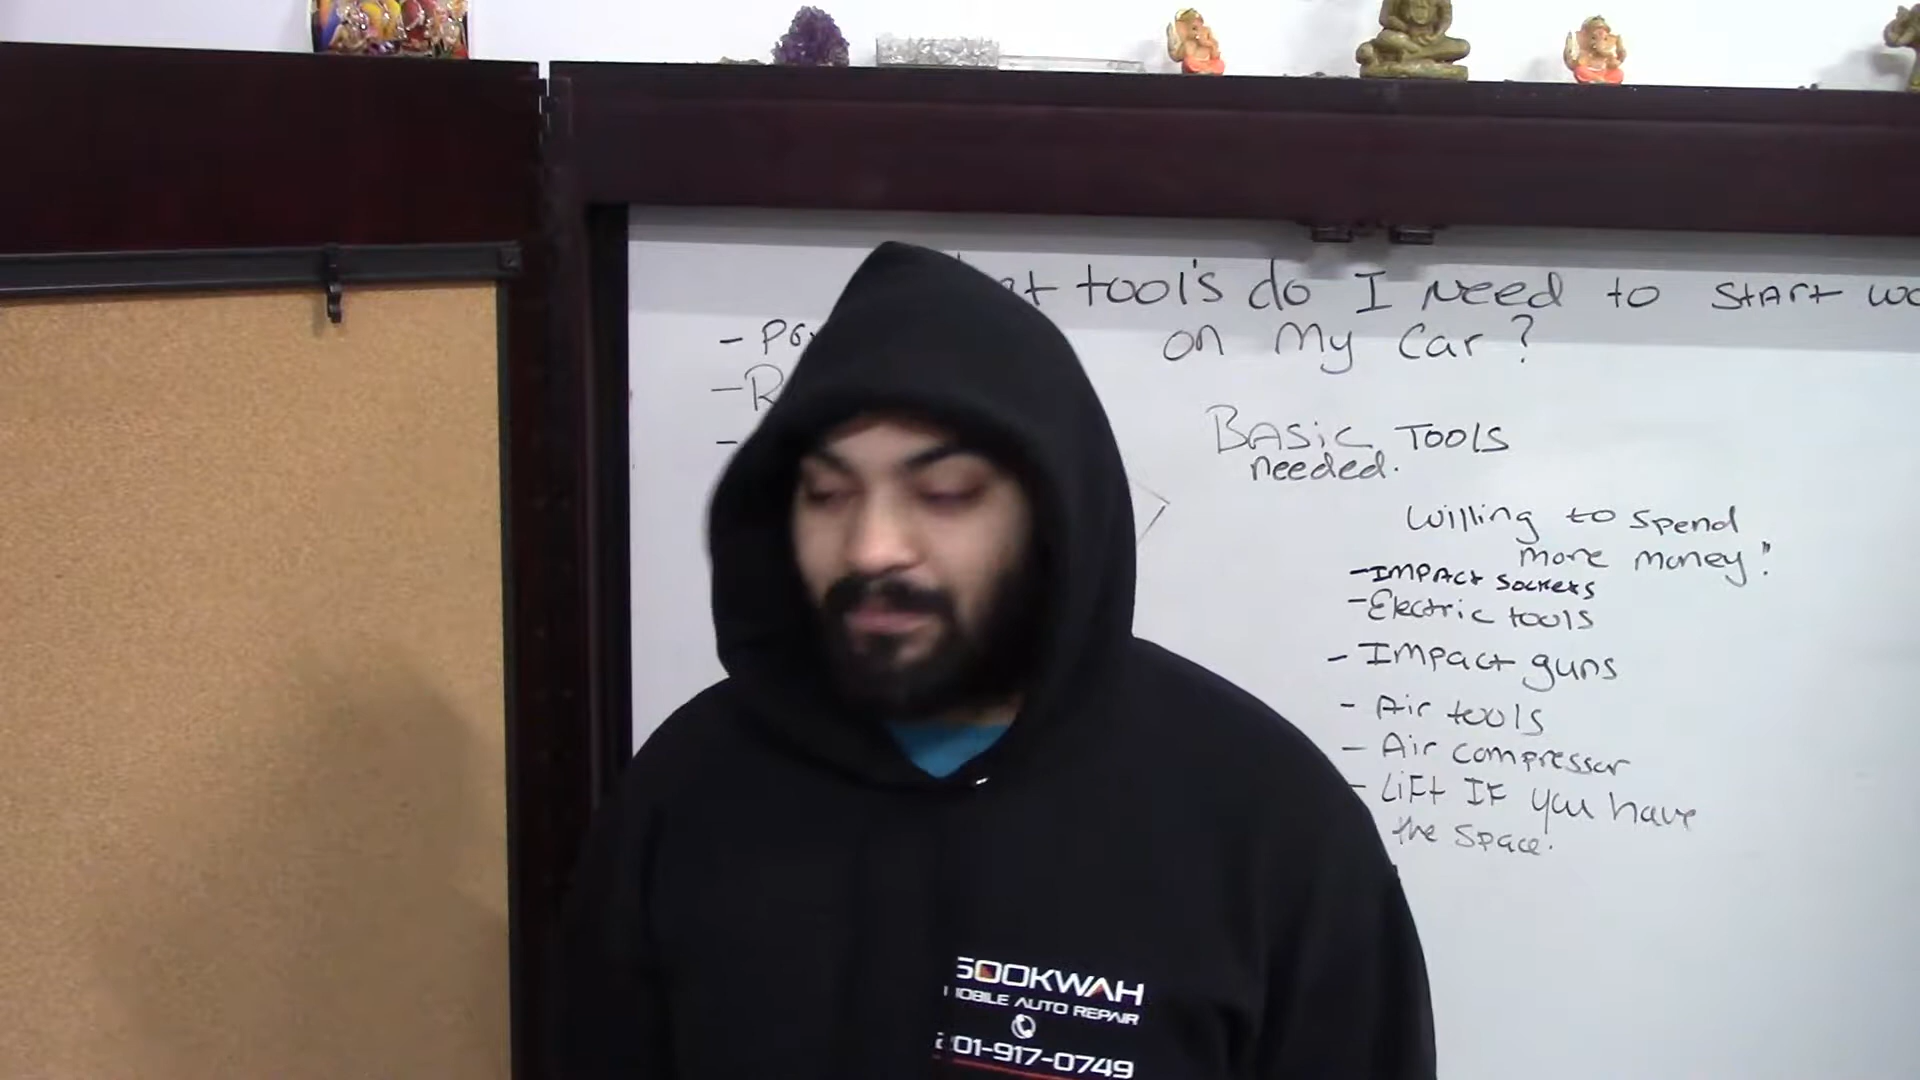 tool's do I need to start
on my car?
BASIC TOOLS
needed.
willing to spend
more money!
- Impact sockets
- Electric tools
- Impact guns
- Air tools
- Air compressor
- Lift IF you have
the space.
SOOKWAH
MOBILE AUTO REPAIR
01-917-0749